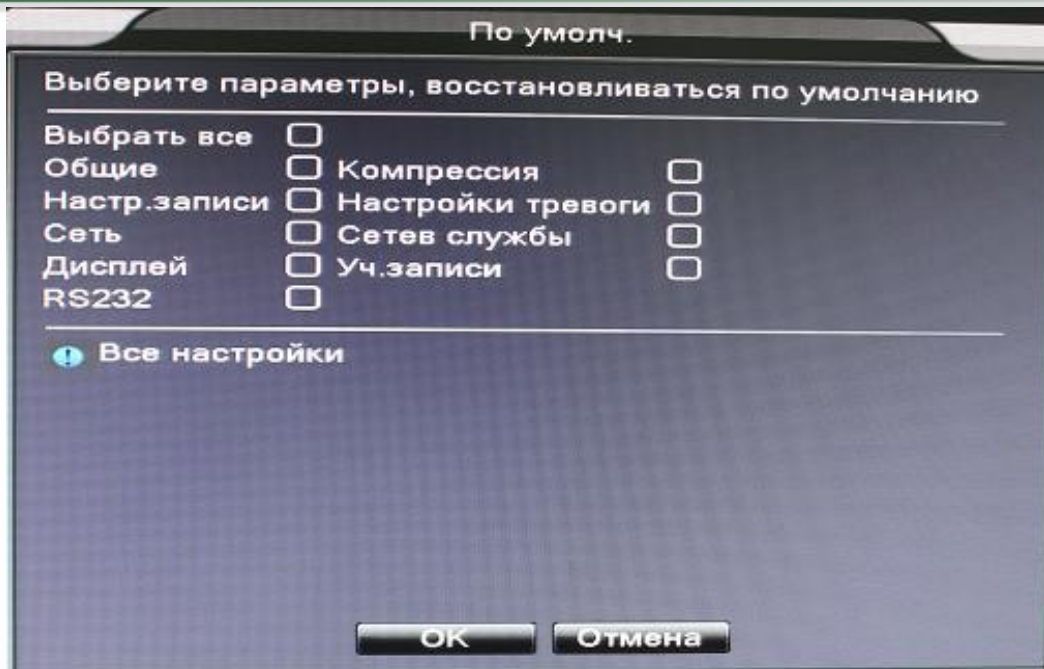 По умолч.
Выберите параметры, восстановливаться по умолчанию
Выбрать все
Общие Компрессия
Настр.записи Настройки тревоги
Сеть Сетев службы
Дисплей Уч.записи
RS232
Все настройки
OK Отмена